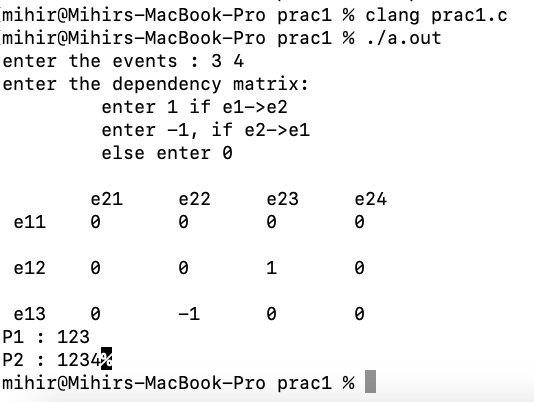 [mihir@Mihirs-MacBook-Pro prac1 % clang prac1.c
[mihir@Mihirs-MacBook-Pro prac1 % ./a.out
enter the events : 3 4
enter the dependency matrix:
enter 1 if e1->e2
enter -1, if e2->e1
else enter 0
e21 e22 e23 e24
e11 0 0 0 0
e12 0 0 1 0
e13 0 -1 0 0
P1 : 123
P2 : 1234%
mihir@Mihirs-MacBook-Pro prac1 %